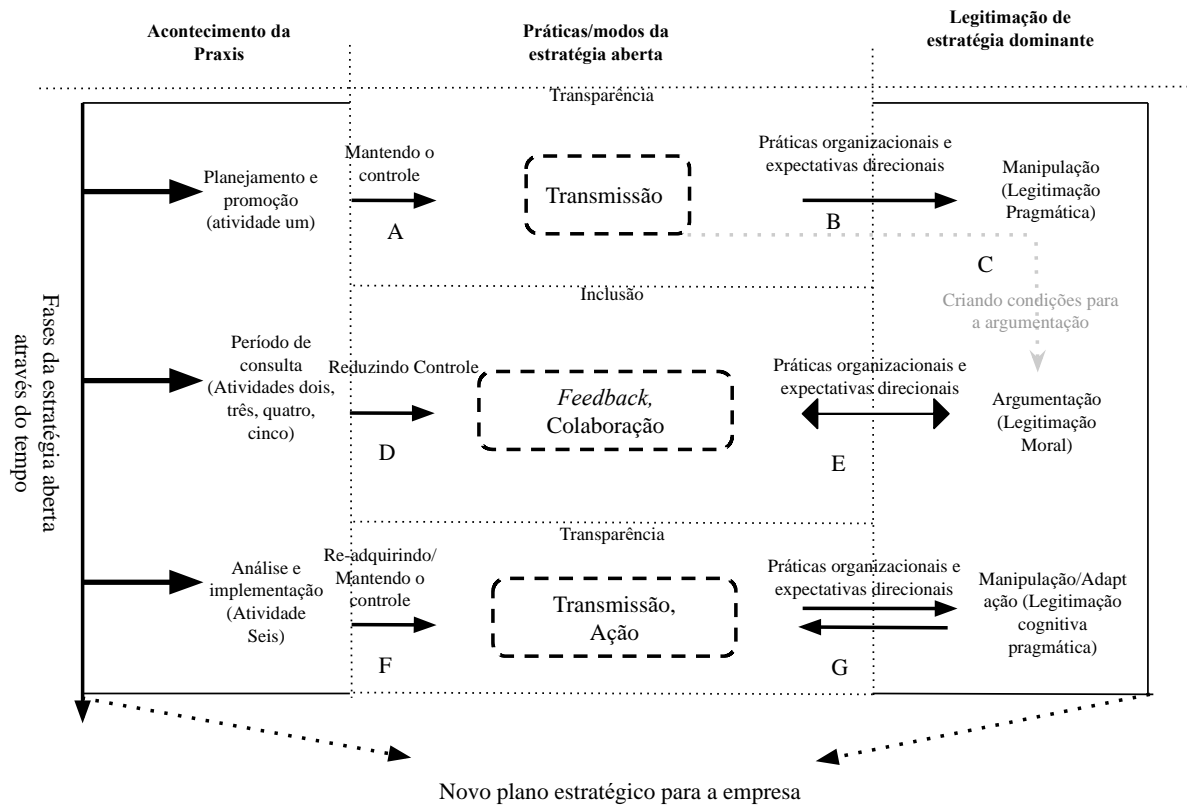 Acontecimento da
Praxis
Práticas/modos da
estratégia aberta
Legitimação de
estratégia dominante
Transparência
Planejamento e
promoção
(atividade um)
Mantendo o
controle
A
Transmissão
Práticas organizacionais e
expectativas direcionais
B
Manipulação
(Legitimação
Pragmática)
C
Criando condições para
a argumentação
Fases da estratégia aberta
através do tempo
Inclusão
Período de
consulta
(Atividades dois,
três, quatro,
cinco)
Reduzindo Controle
D
Feedback,
Colaboração
Práticas organizacionais e
expectativas direcionais
E
Argumentação
(Legitimação
Moral)
Transparência
Análise e
implementação
(Atividade
Seis)
Re-adquirindo/
Mantendo o
controle
F
Transmissão,
Ação
Práticas organizacionais e
expectativas direcionais
G
Manipulação/Adapt
ação (Legitimação
cognitiva
pragmática)
Novo plano estratégico para a empresa